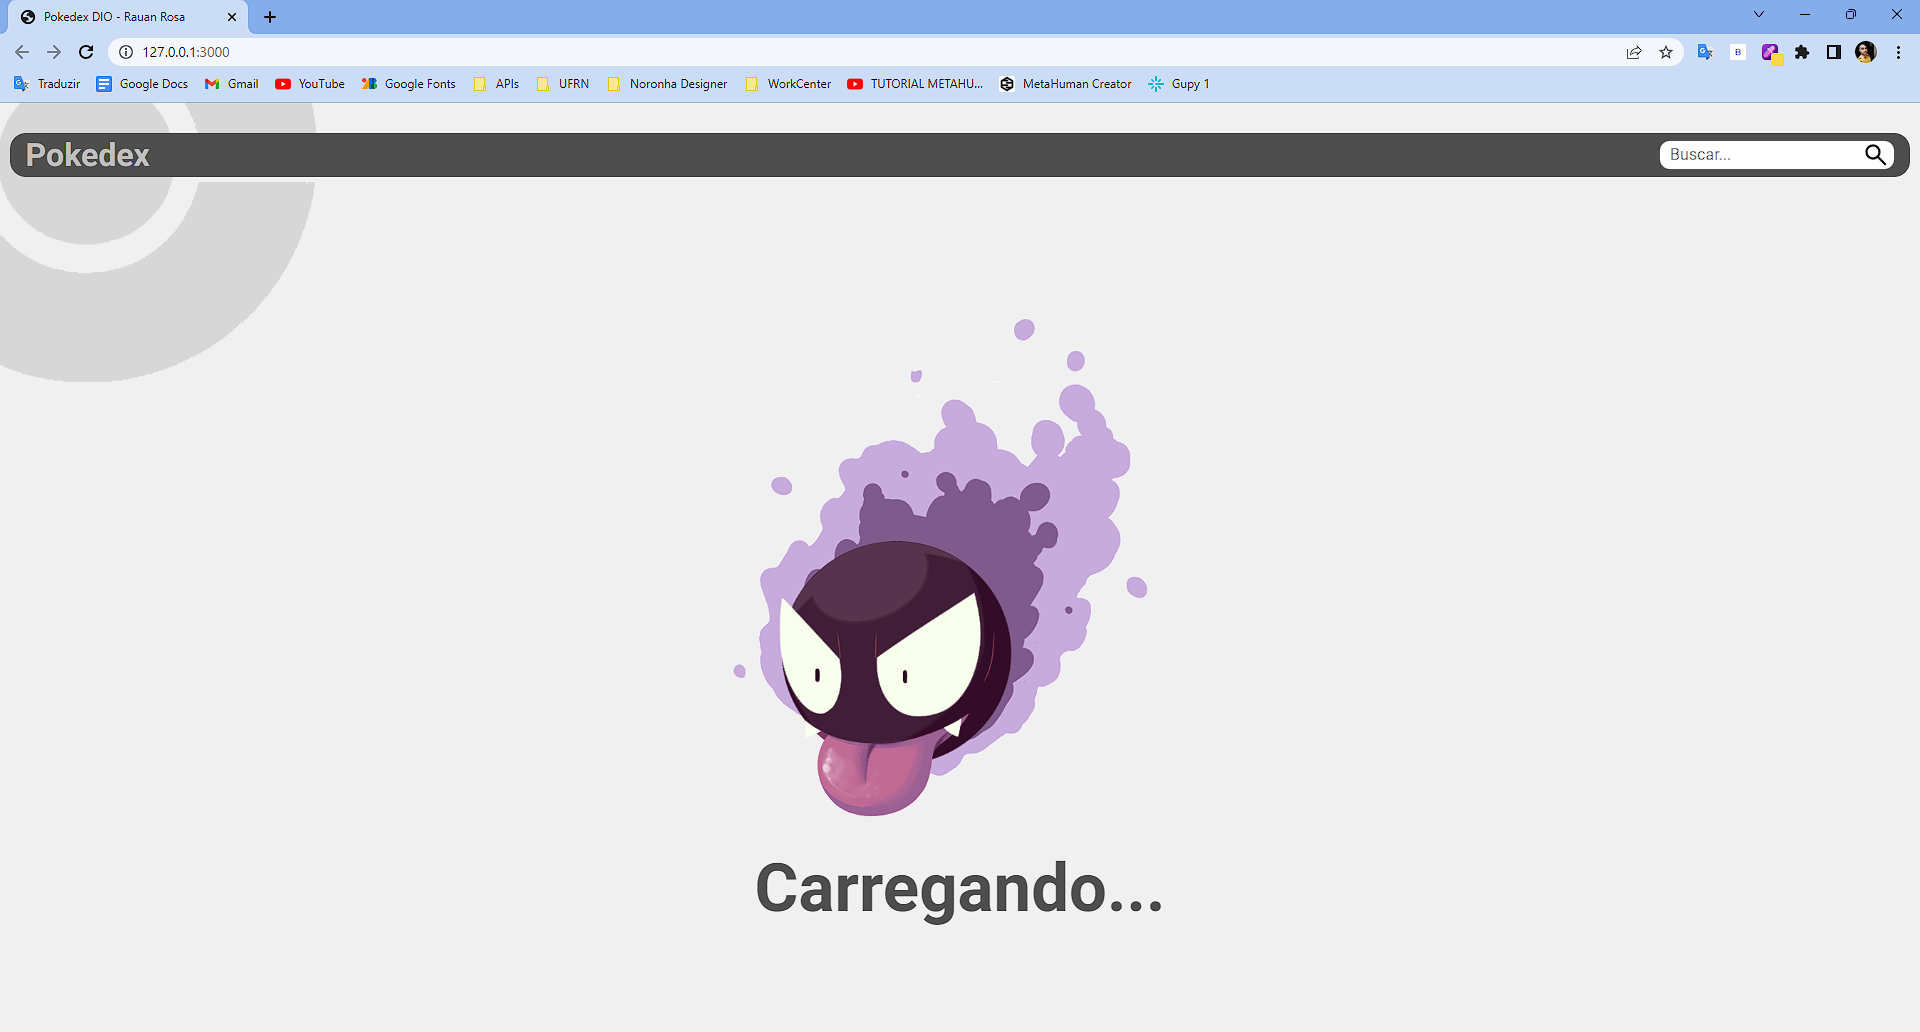 Pokedex DIO - Rauan Rosa
127.0.0.1:3000
Traduzir Google Docs Gmail YouTube Google Fonts APIs UFRN Noronha Designer WorkCenter TUTORIAL METAHU... MetaHuman Creator Gupy 1
Pokedex Buscar...
Carregando...